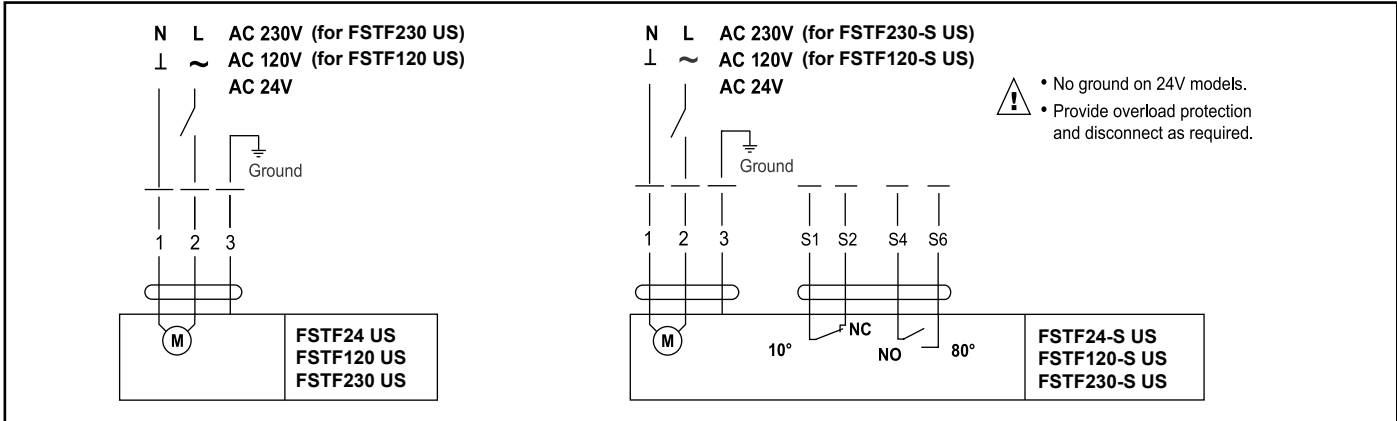 N L AC 230V (for FSTF230 US)
⊥ ~ AC 120V (for FSTF120 US)
AC 24V
Ground
1 2 3
M
FSTF24 US
FSTF120 US
FSTF230 US
N L AC 230V (for FSTF230-S US)
⊥ ~ AC 120V (for FSTF120-S US)
AC 24V
Ground
1 2 3 S1 S2 S4 S6
M
10° NC NO 80°
FSTF24-S US
FSTF120-S US
FSTF230-S US
! • No ground on 24V models.
• Provide overload protection
and disconnect as required.